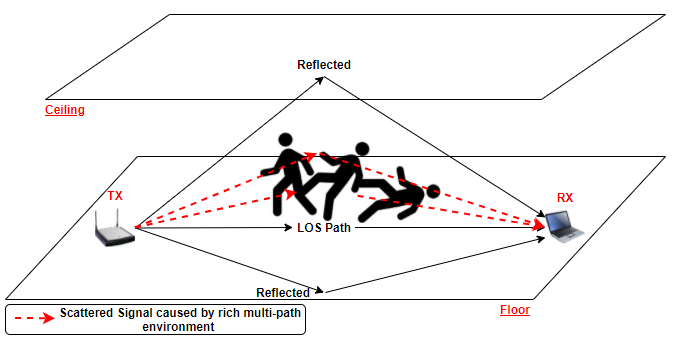 Reflected
Ceiling
TX
RX
LOS Path
Reflected
Floor
Scattered Signal caused by rich multi-path
environment